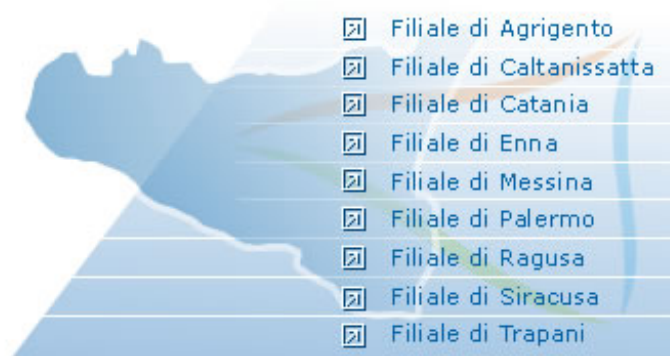 Filiale di Agrigento
Filiale di Caltanissatta
Filiale di Catania
Filiale di Enna
Filiale di Messina
Filiale di Palermo
Filiale di Ragusa
Filiale di Siracusa
Filiale di Trapani